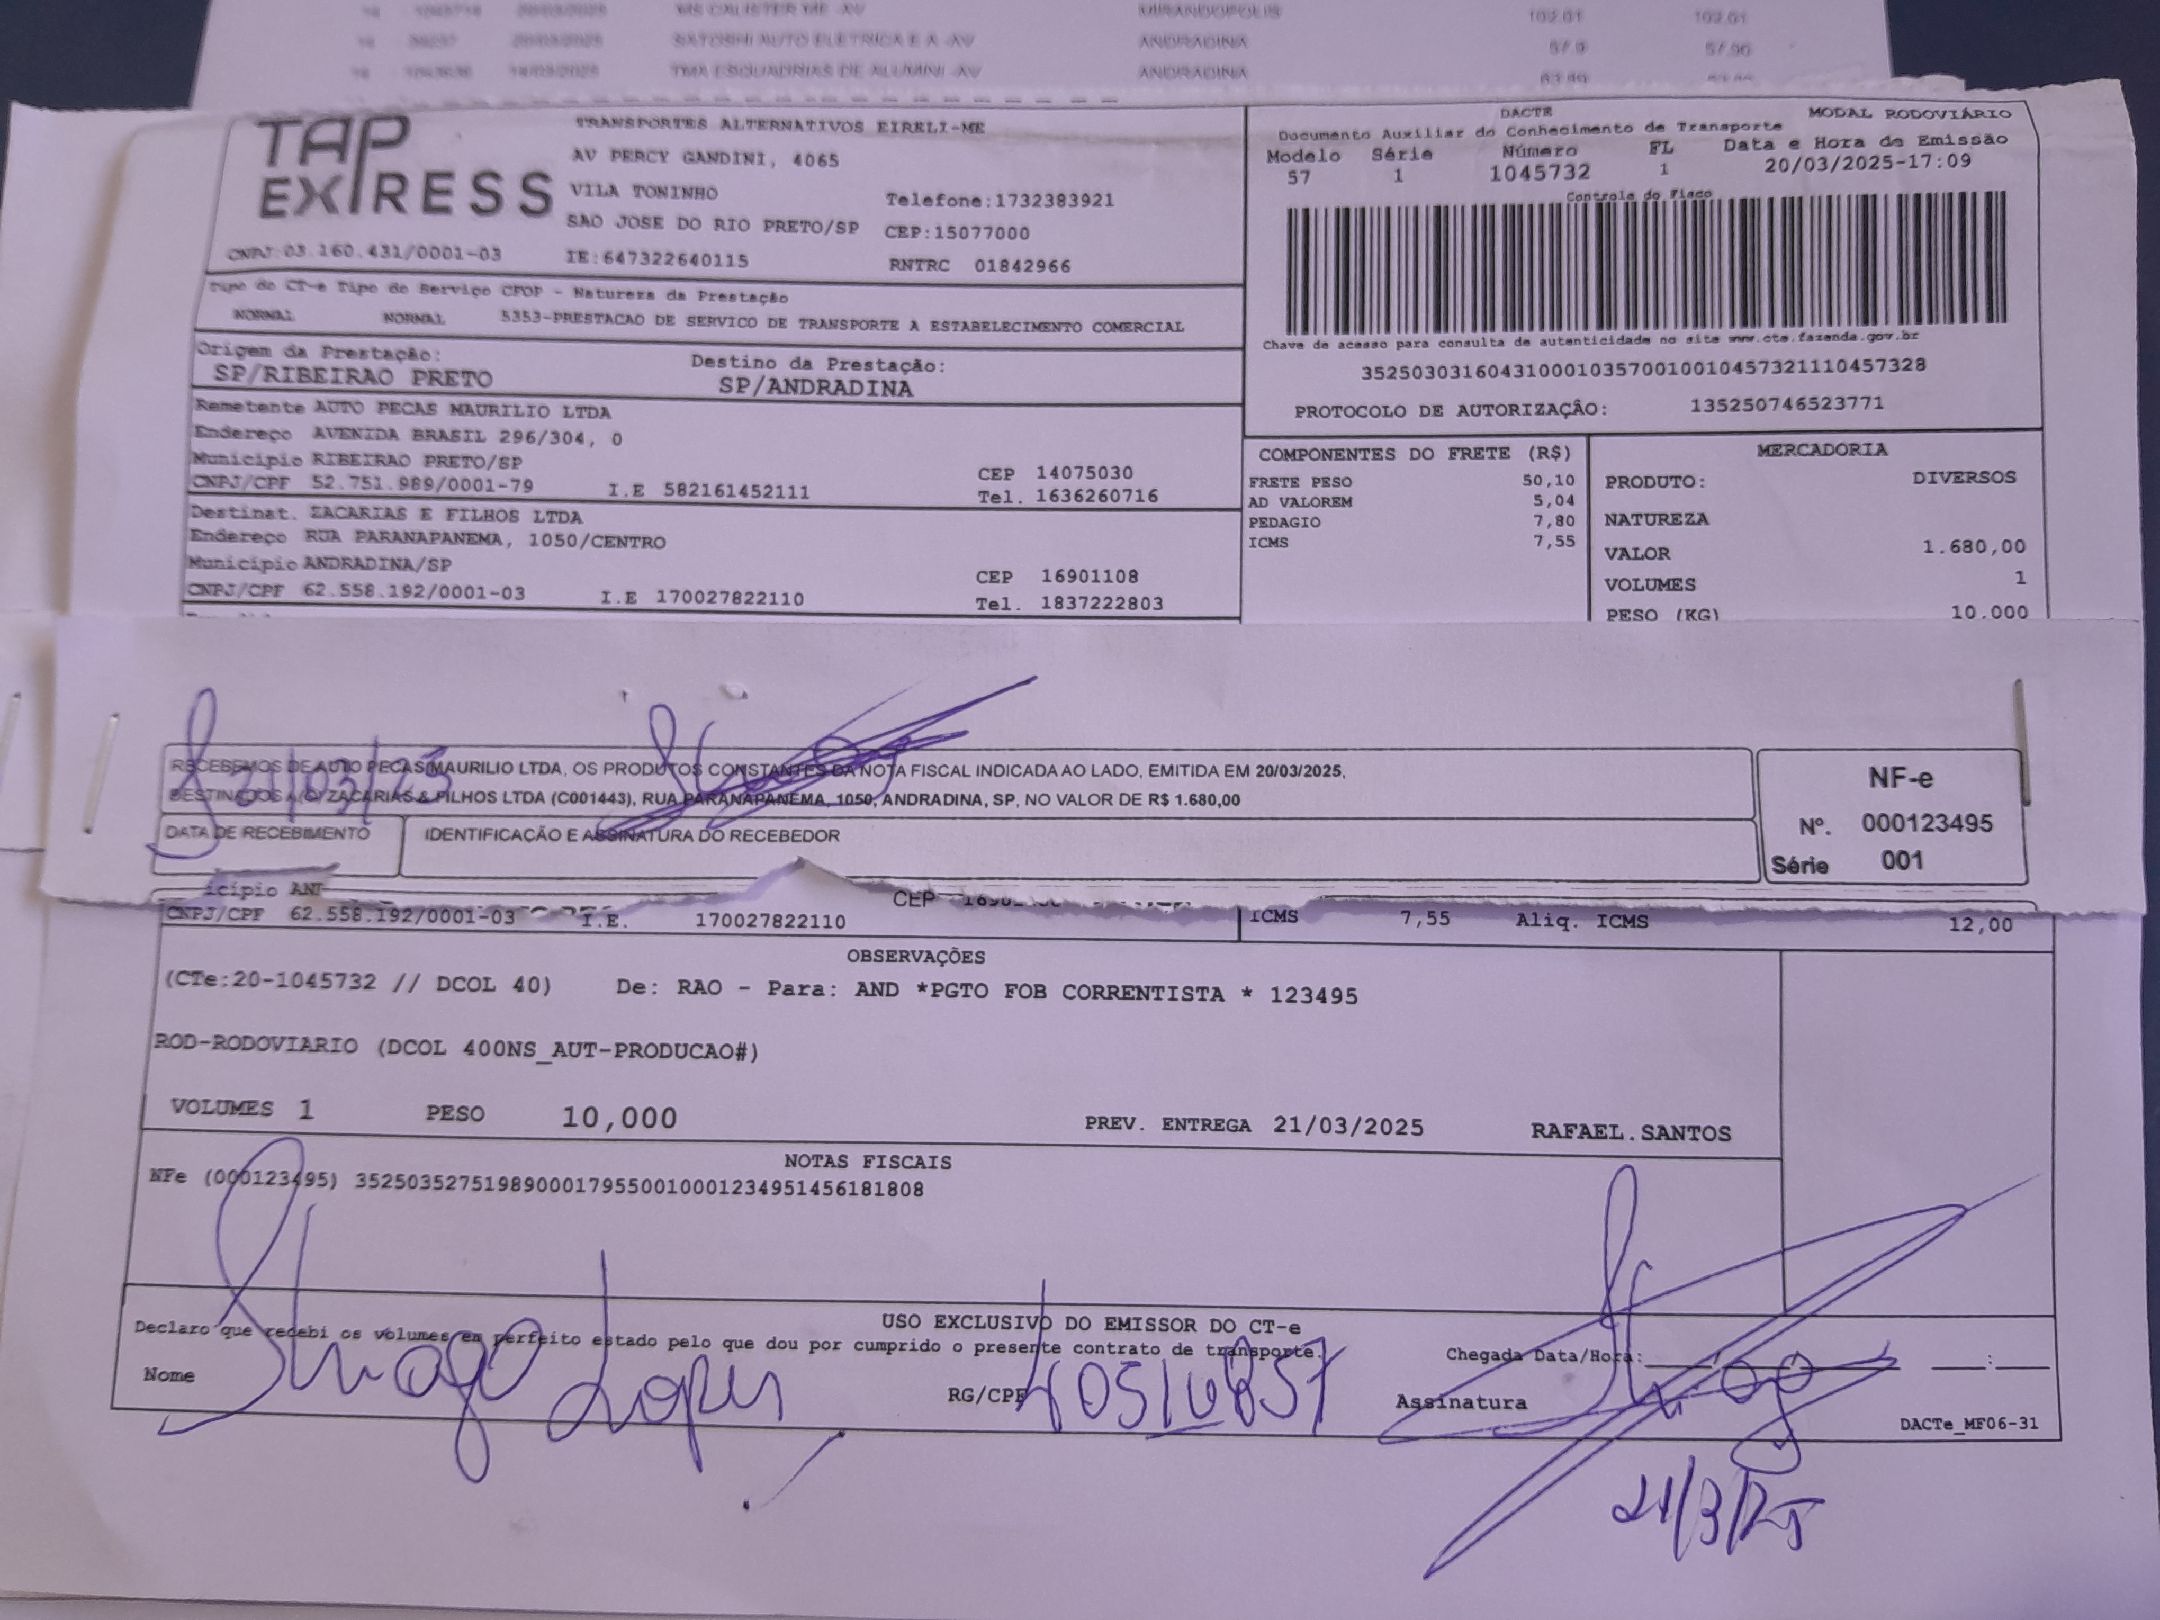 MIRANDOPOLIS
SATOSHI AUTO ELETRICA E A -AV ANDRADINA
TMA ESQUADRIAS DE ALUMINI -AV ANDRADINA
TAP EXPRESS
TRANSPORTES ALTERNATIVOS EIRELI-ME
AV PERCY GANDINI, 4065
VILA TONINHO Telefone:1732383921
SAO JOSE DO RIO PRETO/SP CEP:15077000
CNPJ:03.160.431/0001-03 IE:647322640115 RNTRC 01842966
DACTE MODAL RODOVIÁRIO
Documento Auxiliar do Conhecimento de Transporte
Modelo Série Número FL Data e Hora de Emissão
57 1 1045732 1 20/03/2025-17:09
Controle do Fisco
Chave de acesso para consulta de autenticidade no site www.cte.fazenda.gov.br
35250303160431000103570010010457321110457328
PROTOCOLO DE AUTORIZAÇÃO: 135250746523771
Tipo do CT-e Tipo do Serviço CFOP - Natureza da Prestação
NORMAL NORMAL 5353-PRESTACAO DE SERVICO DE TRANSPORTE A ESTABELECIMENTO COMERCIAL
Origem da Prestação: Destino da Prestação:
SP/RIBEIRAO PRETO SP/ANDRADINA
Remetente AUTO PECAS MAURILIO LTDA
Endereço AVENIDA BRASIL 296/304, 0
Município RIBEIRAO PRETO/SP CEP 14075030
CNPJ/CPF 52.751.989/0001-79 I.E 582161452111 Tel. 1636260716
Destinat. ZACARIAS E FILHOS LTDA
Endereço RUA PARANAPANEMA, 1050/CENTRO
Município ANDRADINA/SP CEP 16901108
CNPJ/CPF 62.558.192/0001-03 I.E 170027822110 Tel. 1837222803
COMPONENTES DO FRETE (R$)
FRETE PESO 50,10
AD VALOREM 5,04
PEDAGIO 7,80
ICMS 7,55
MERCADORIA
PRODUTO: DIVERSOS
NATUREZA
VALOR 1.680,00
VOLUMES 1
PESO (KG) 10.000
21/03/25
RECEBEMOS DE AUTO PECAS MAURILIO LTDA, OS PRODUTOS CONSTANTES DA NOTA FISCAL INDICADA AO LADO, EMITIDA EM 20/03/2025,
DESTINADOS A(O) ZACARIAS & FILHOS LTDA (C001443), RUA PARANAPANEMA, 1050, ANDRADINA, SP, NO VALOR DE R$ 1.680,00
DATA DE RECEBIMENTO IDENTIFICAÇÃO E ASSINATURA DO RECEBEDOR
NF-e
Nº. 000123495
Série 001
icípio AND CEP
CNPJ/CPF 62.558.192/0001-03 I.E. 170027822110 ICMS 7,55 Aliq. ICMS 12,00
OBSERVAÇÕES
(CTe:20-1045732 // DCOL 40) De: RAO - Para: AND *PGTO FOB CORRENTISTA * 123495
ROD-RODOVIARIO (DCOL 400NS_AUT-PRODUCAO#)
VOLUMES 1 PESO 10,000 PREV. ENTREGA 21/03/2025 RAFAEL.SANTOS
NOTAS FISCAIS
NFe (000123495) 35250352751989000179550010001234951456181808
USO EXCLUSIVO DO EMISSOR DO CT-e
Declaro que recebi os volumes em perfeito estado pelo que dou por cumprido o presente contrato de transporte.
Chegada Data/Hora:
Nome Thiago Lopes RG/CPF Assinatura
DACTe_MF06-31
21/3/25